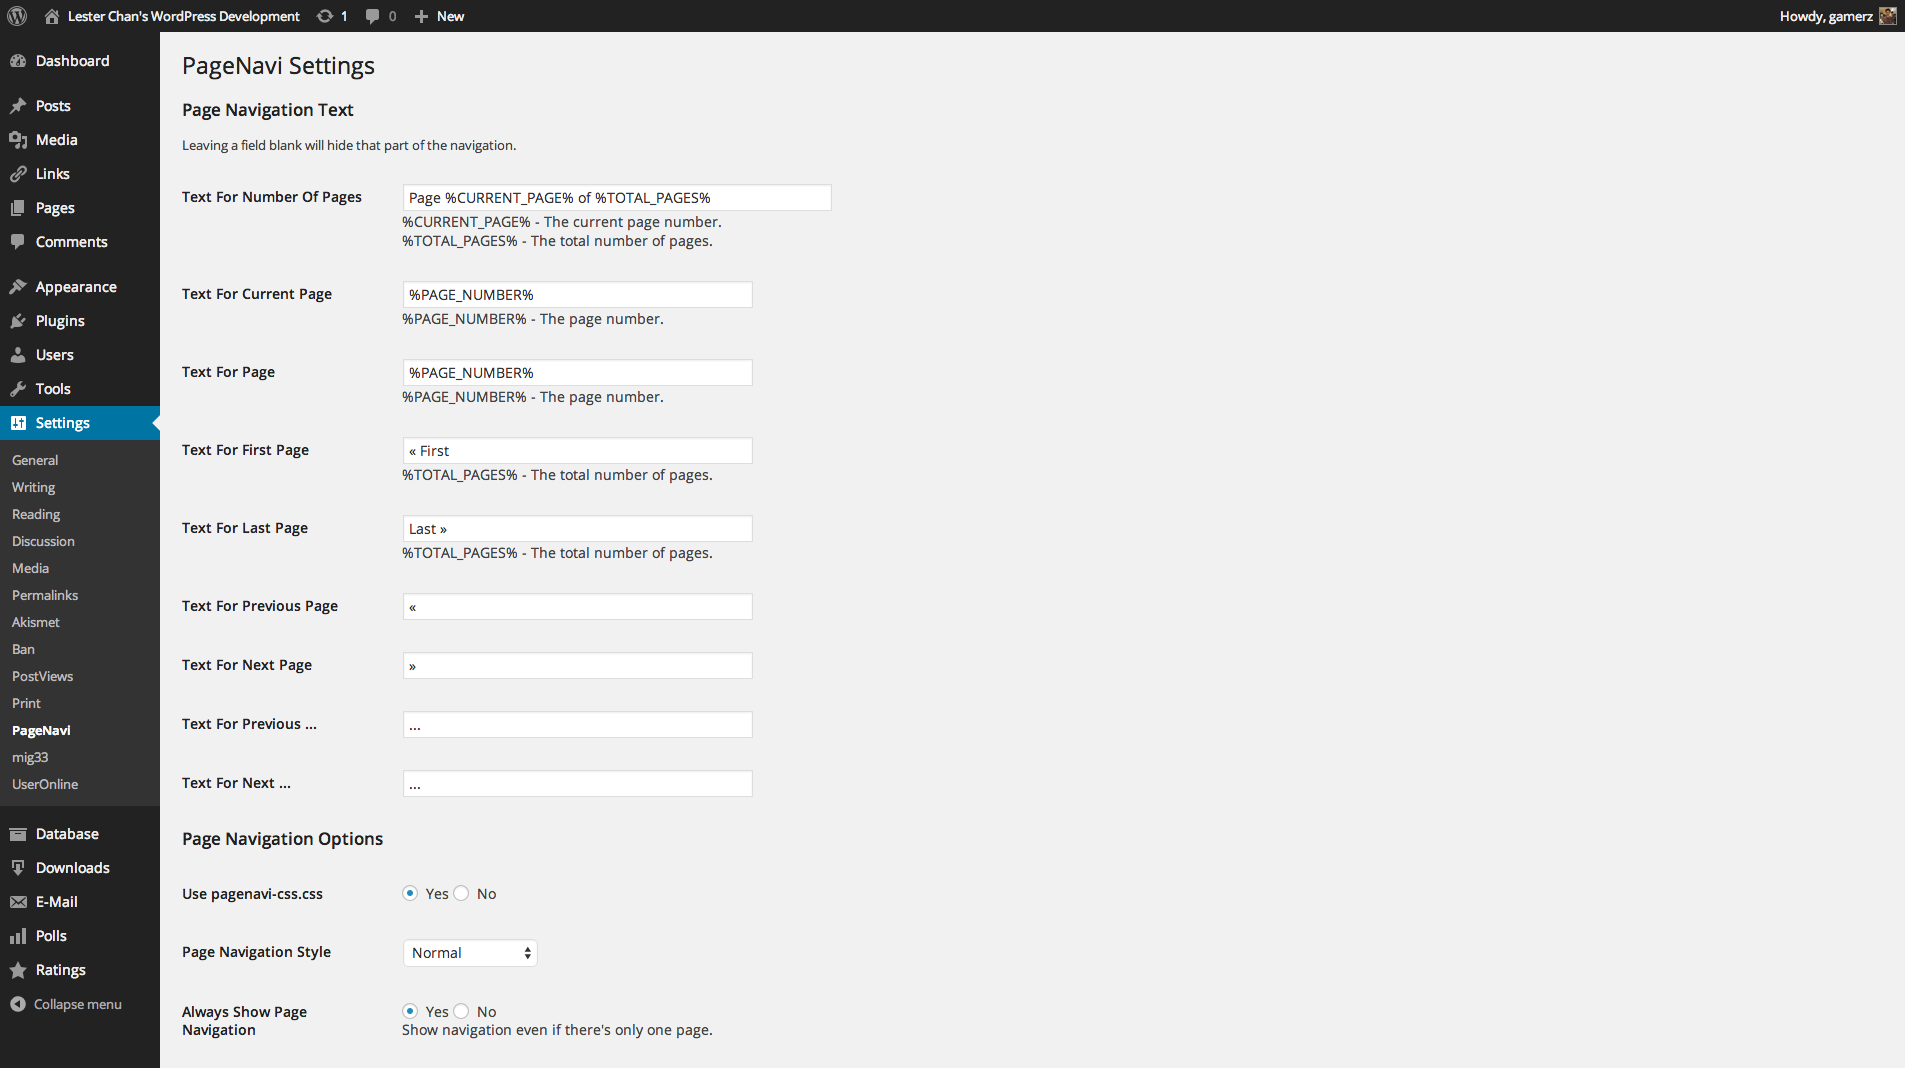 Lester Chan's WordPress Development 1 0 New Howdy, gamerz
Dashboard
Posts
Media
Links
Pages
Comments
Appearance
Plugins
Users
Tools
Settings
General
Writing
Reading
Discussion
Media
Permalinks
Akismet
Ban
PostViews
Print
PageNavi
mig33
UserOnline
Database
Downloads
E-Mail
Polls
Ratings
Collapse menu
PageNavi Settings
Page Navigation Text
Leaving a field blank will hide that part of the navigation.
Text For Number Of Pages Page %CURRENT_PAGE% of %TOTAL_PAGES%
%CURRENT_PAGE% - The current page number.
%TOTAL_PAGES% - The total number of pages.
Text For Current Page %PAGE_NUMBER%
%PAGE_NUMBER% - The page number.
Text For Page %PAGE_NUMBER%
%PAGE_NUMBER% - The page number.
Text For First Page « First
%TOTAL_PAGES% - The total number of pages.
Text For Last Page Last »
%TOTAL_PAGES% - The total number of pages.
Text For Previous Page «
Text For Next Page »
Text For Previous ... ...
Text For Next ... ...
Page Navigation Options
Use pagenavi-css.css Yes No
Page Navigation Style Normal
Always Show Page Navigation Yes No
Show navigation even if there's only one page.